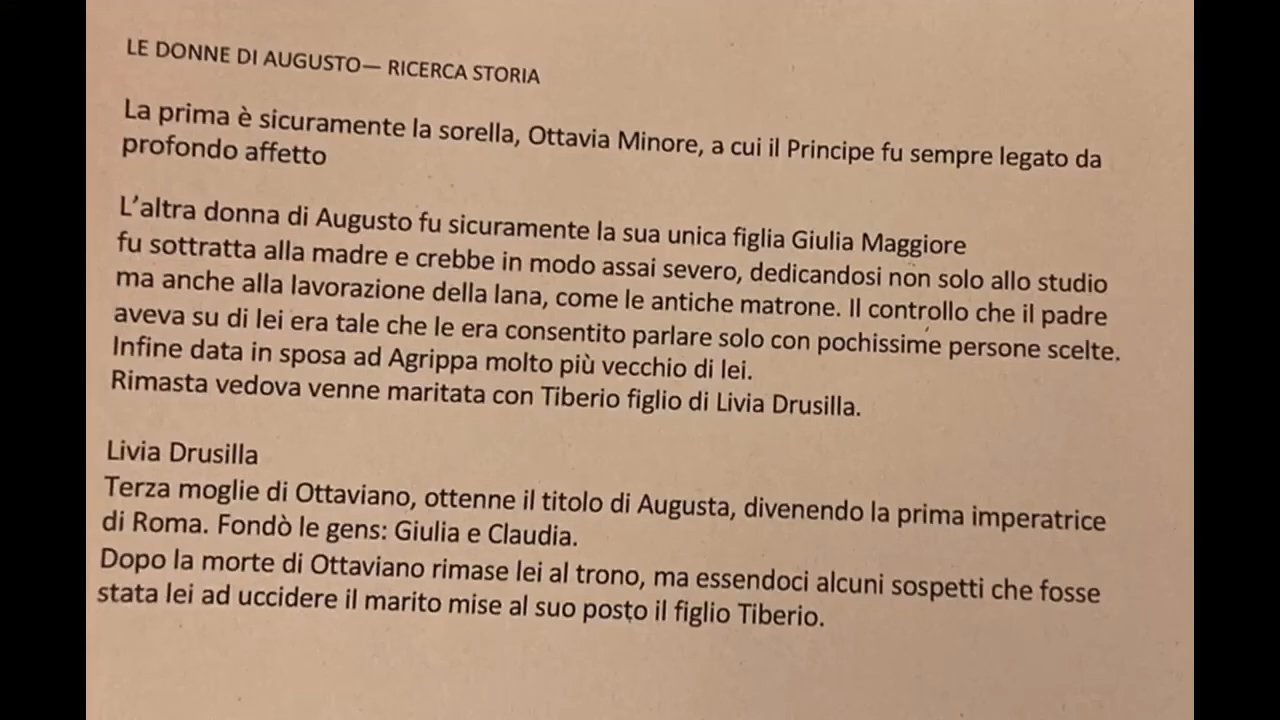 LE DONNE DI AUGUSTO— RICERCA STORIA
La prima è sicuramente la sorella, Ottavia Minore, a cui il Principe fu sempre legato da
profondo affetto
L’altra donna di Augusto fu sicuramente la sua unica figlia Giulia Maggiore
fu sottratta alla madre e crebbe in modo assai severo, dedicandosi non solo allo studio
ma anche alla lavorazione della lana, come le antiche matrone. Il controllo che il padre
aveva su di lei era tale che le era consentito parlare solo con pochissime persone scelte.
Infine data in sposa ad Agrippa molto più vecchio di lei.
Rimasta vedova venne maritata con Tiberio figlio di Livia Drusilla.
Livia Drusilla
Terza moglie di Ottaviano, ottenne il titolo di Augusta, divenendo la prima imperatrice
di Roma. Fondò le gens: Giulia e Claudia.
Dopo la morte di Ottaviano rimase lei al trono, ma essendoci alcuni sospetti che fosse
stata lei ad uccidere il marito mise al suo posto il figlio Tiberio.